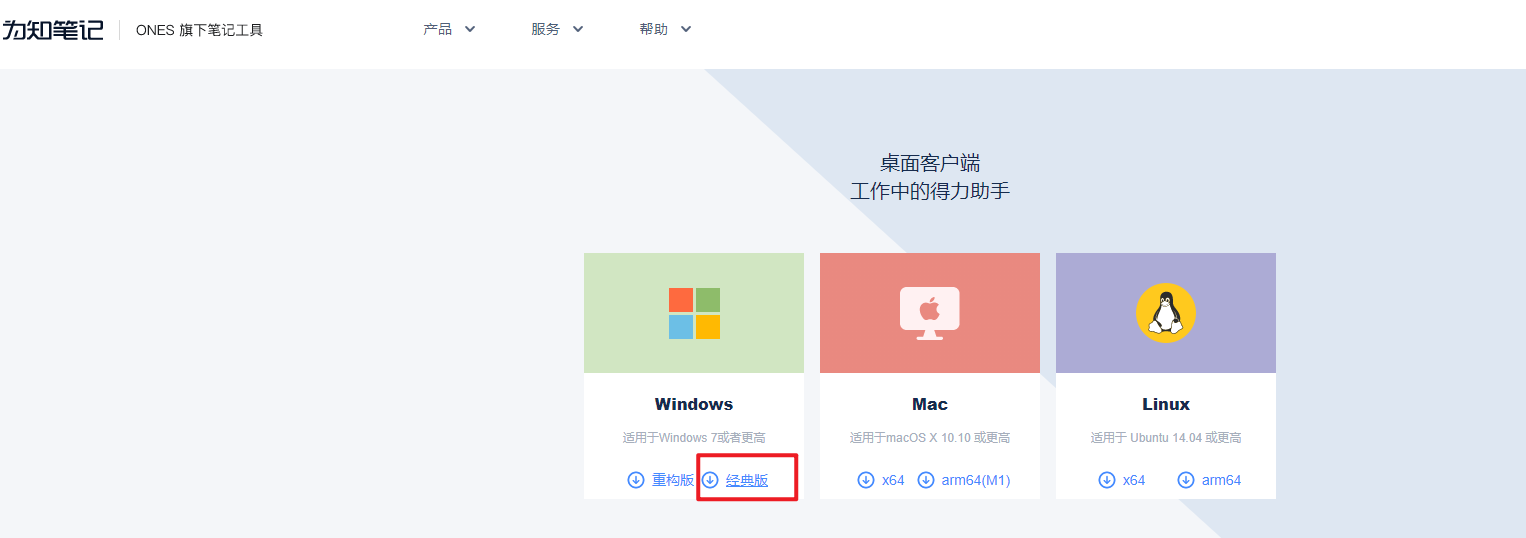 为知笔记 ONES 旗下笔记工具 产品 服务 帮助
桌面客户端
工作中的得力助手
Windows
适用于Windows 7或者更高
重构版 经典版
Mac
适用于macOS X 10.10 或更高
x64 arm64(M1)
Linux
适用于 Ubuntu 14.04 或更高
x64 arm64